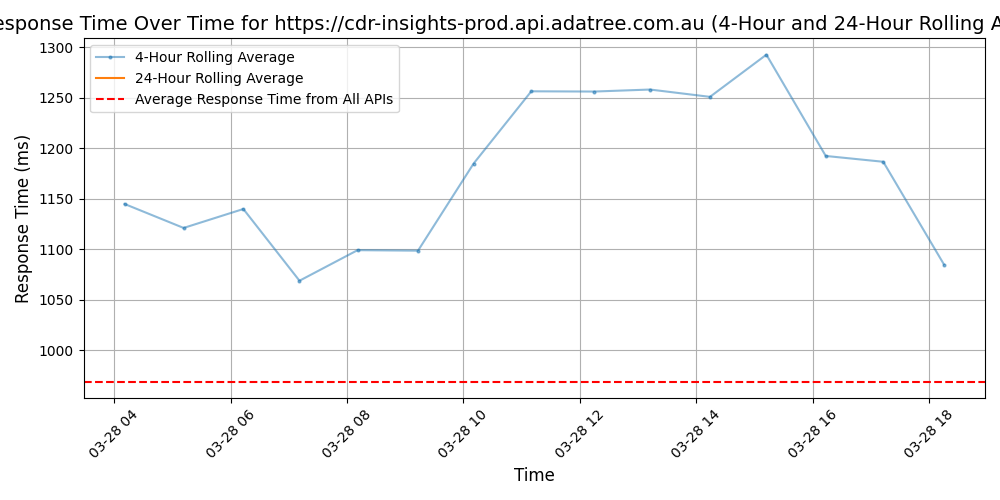 esponse Time Over Time for https://cdr-insights-prod.api.adatree.com.au (4-Hour and 24-Hour Rolling A
4-Hour Rolling Average
24-Hour Rolling Average
Average Response Time from All APIs
Response Time (ms)
1300
1250
1200
1150
1100
1050
1000
03-28 04
03-28 06
03-28 08
03-28 10
03-28 12
03-28 14
03-28 16
03-28 18
Time